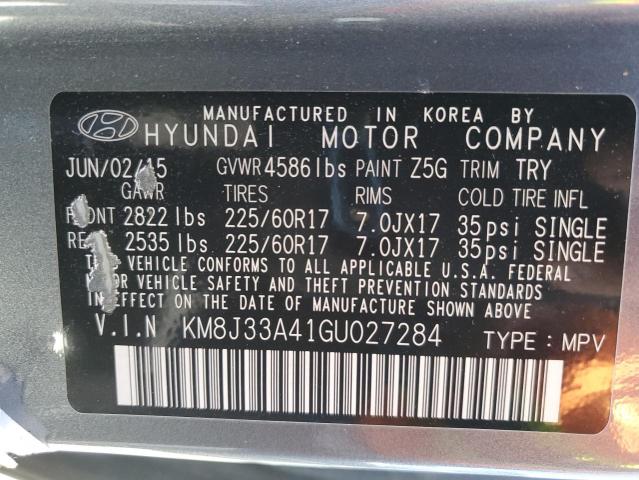 MANUFACTURED IN KOREA BY
HYUNDAI MOTOR COMPANY
JUN/02/15 GVWR 4586 lbs PAINT Z5G TRIM TRY
GAWR TIRES RIMS COLD TIRE INFL
2822 lbs 225/60R17 7.0JX17 35psi SINGLE
2535 lbs 225/60R17 7.0JX17 35psi SINGLE
VEHICLE CONFORMS TO ALL APPLICABLE U.S.A. FEDERAL
VEHICLE SAFETY AND THEFT PREVENTION STANDARDS
IN EFFECT ON THE DATE OF MANUFACTURE SHOWN ABOVE
V.I.N KM8J33A41GU027284 TYPE : MPV